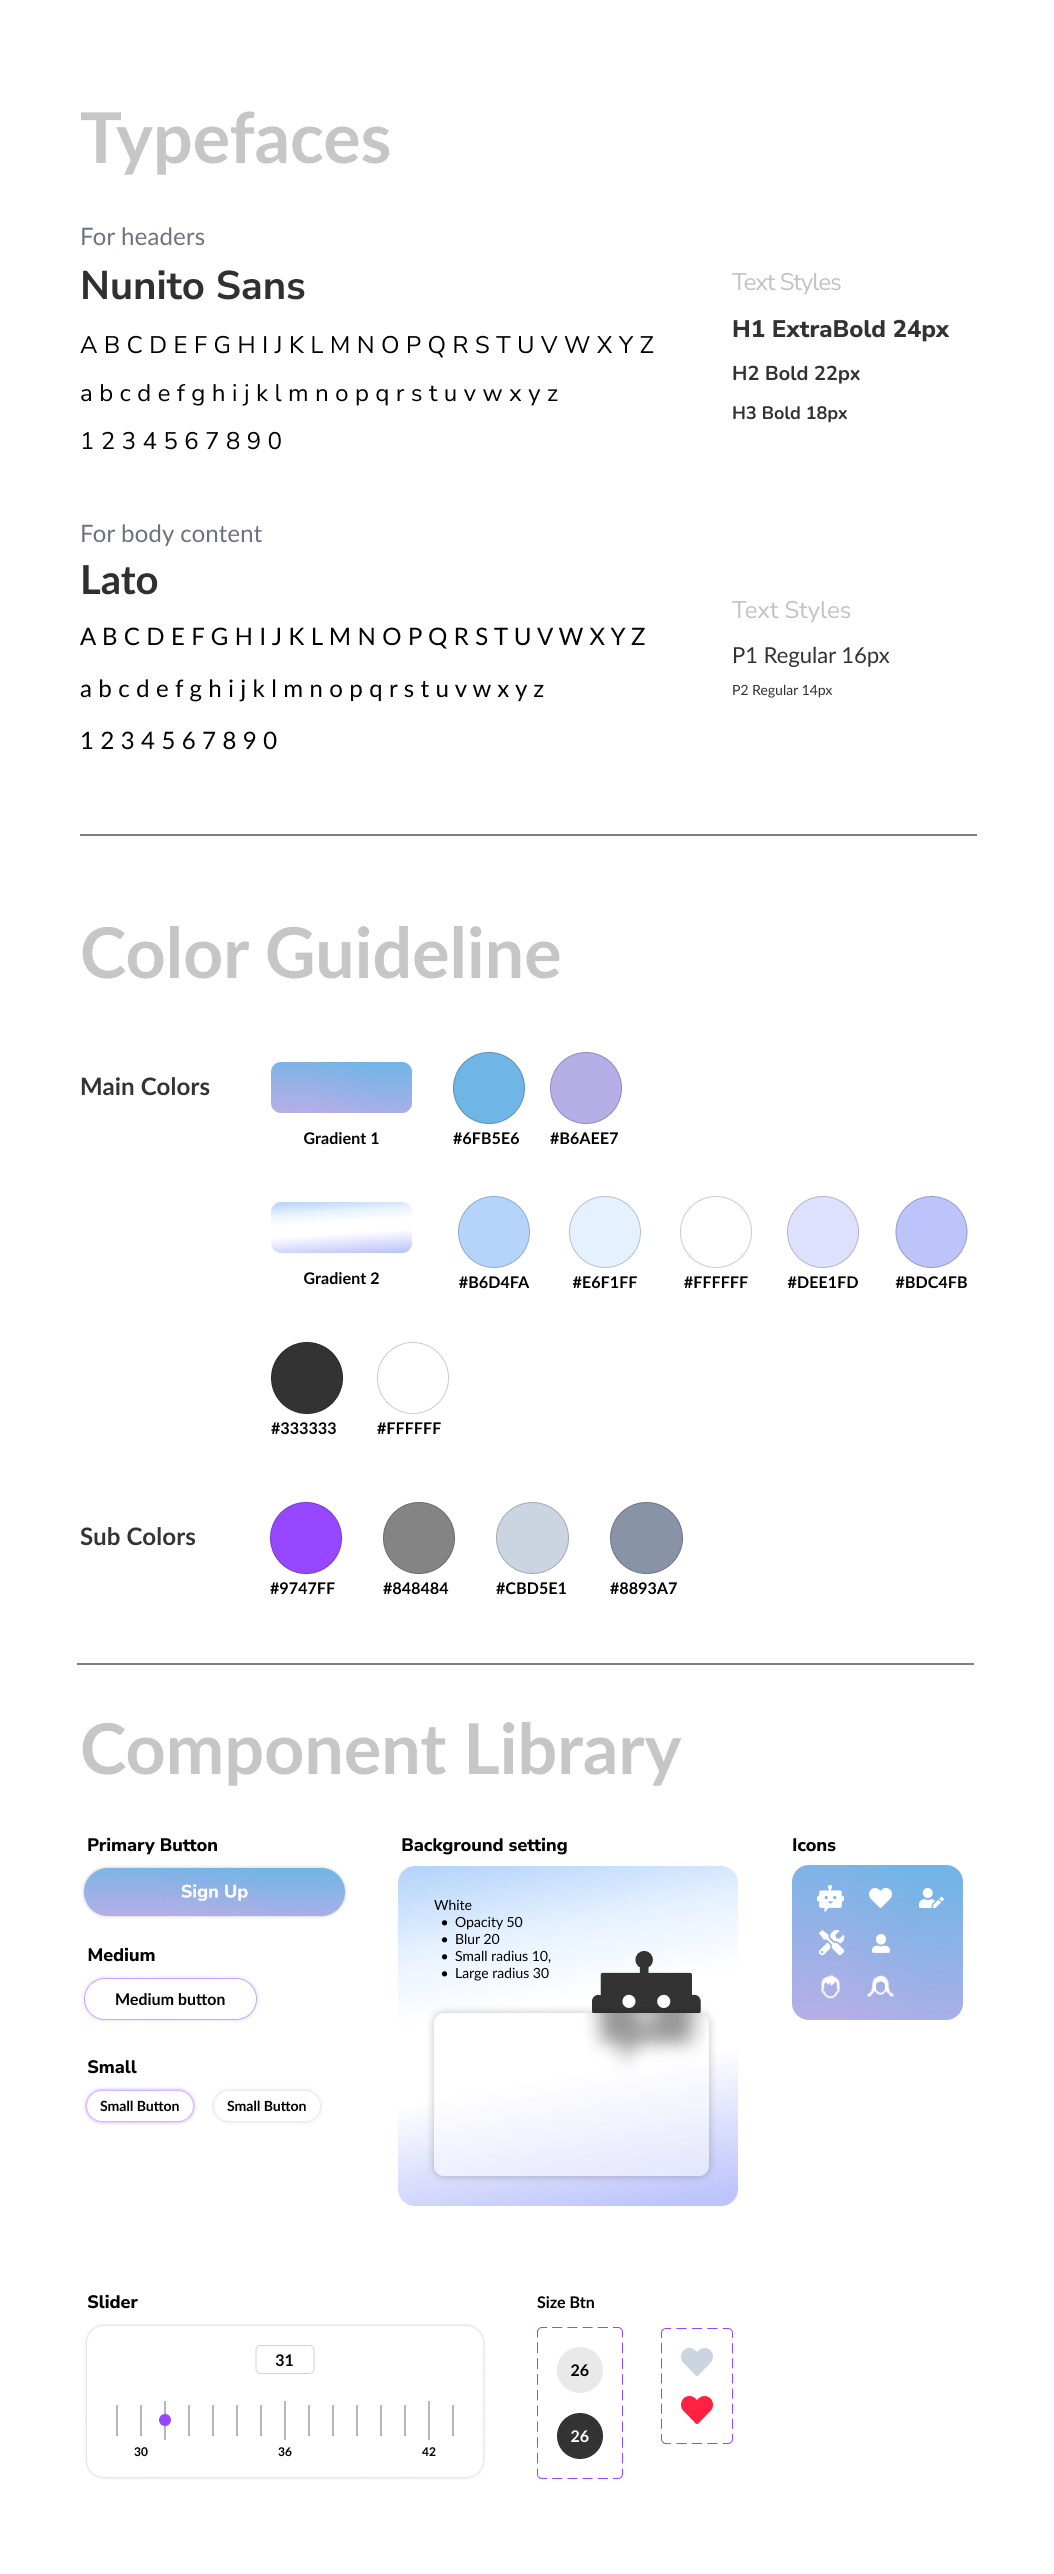 Typefaces
For headers
Nunito Sans
A B C D E F G H I J K L M N O P Q R S T U V W X Y Z
a b c d e f g h i j k l m n o p q r s t u v w x y z
1 2 3 4 5 6 7 8 9 0
Text Styles
H1 ExtraBold 24px
H2 Bold 22px
H3 Bold 18px
For body content
Lato
A B C D E F G H I J K L M N O P Q R S T U V W X Y Z
a b c d e f g h i j k l m n o p q r s t u v w x y z
1 2 3 4 5 6 7 8 9 0
Text Styles
P1 Regular 16px
P2 Regular 14px
Color Guideline
Main Colors
Gradient 1
#6FB5E6
#B6AEE7
Gradient 2
#B6D4FA
#E6F1FF
#FFFFFF
#DEE1FD
#BDC4FB
#333333
#FFFFFF
Sub Colors
#9747FF
#848484
#CBD5E1
#8893A7
Component Library
Primary Button
Sign Up
Medium
Medium button
Small
Small Button
Small Button
Background setting
White
• Opacity 50
• Blur 20
• Small radius 10,
• Large radius 30
Icons
Slider
31
30
36
42
Size Btn
26
26